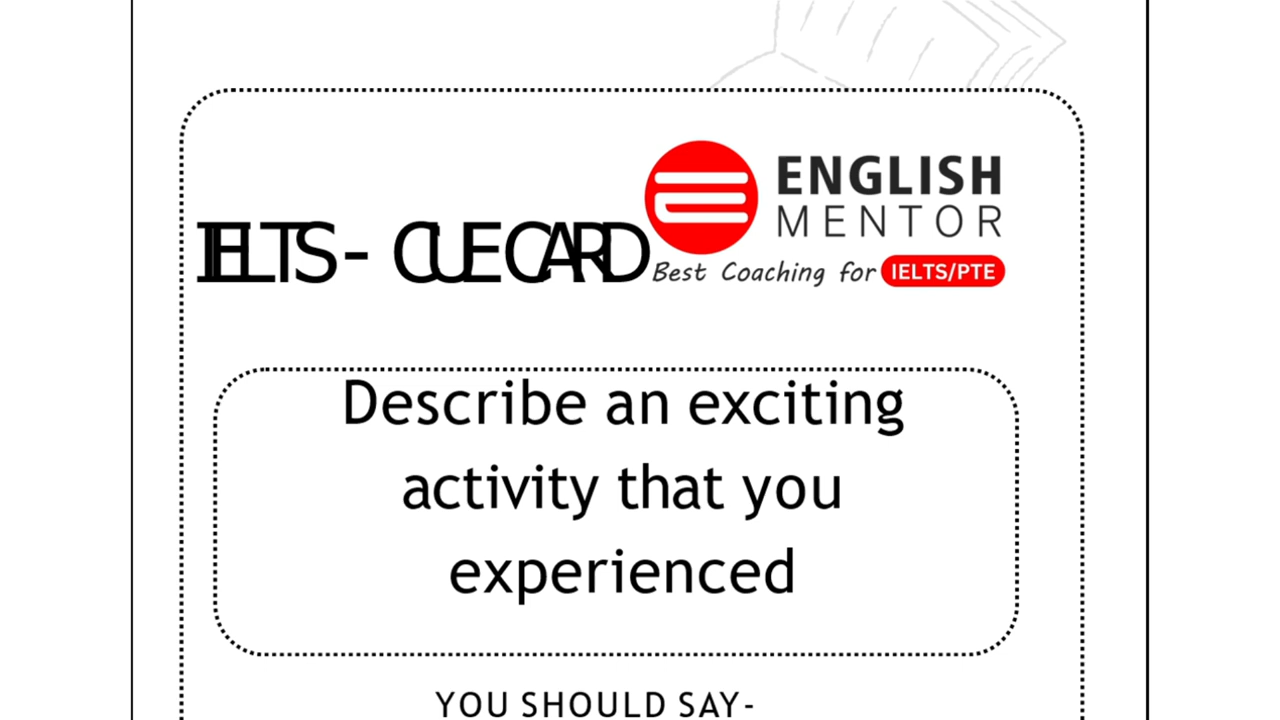 ENGLISH
MENTOR
IELTS - CUE CARD
Best Coaching for IELTS/PTE
Describe an exciting
activity that you
experienced
YOU SHOULD SAY-